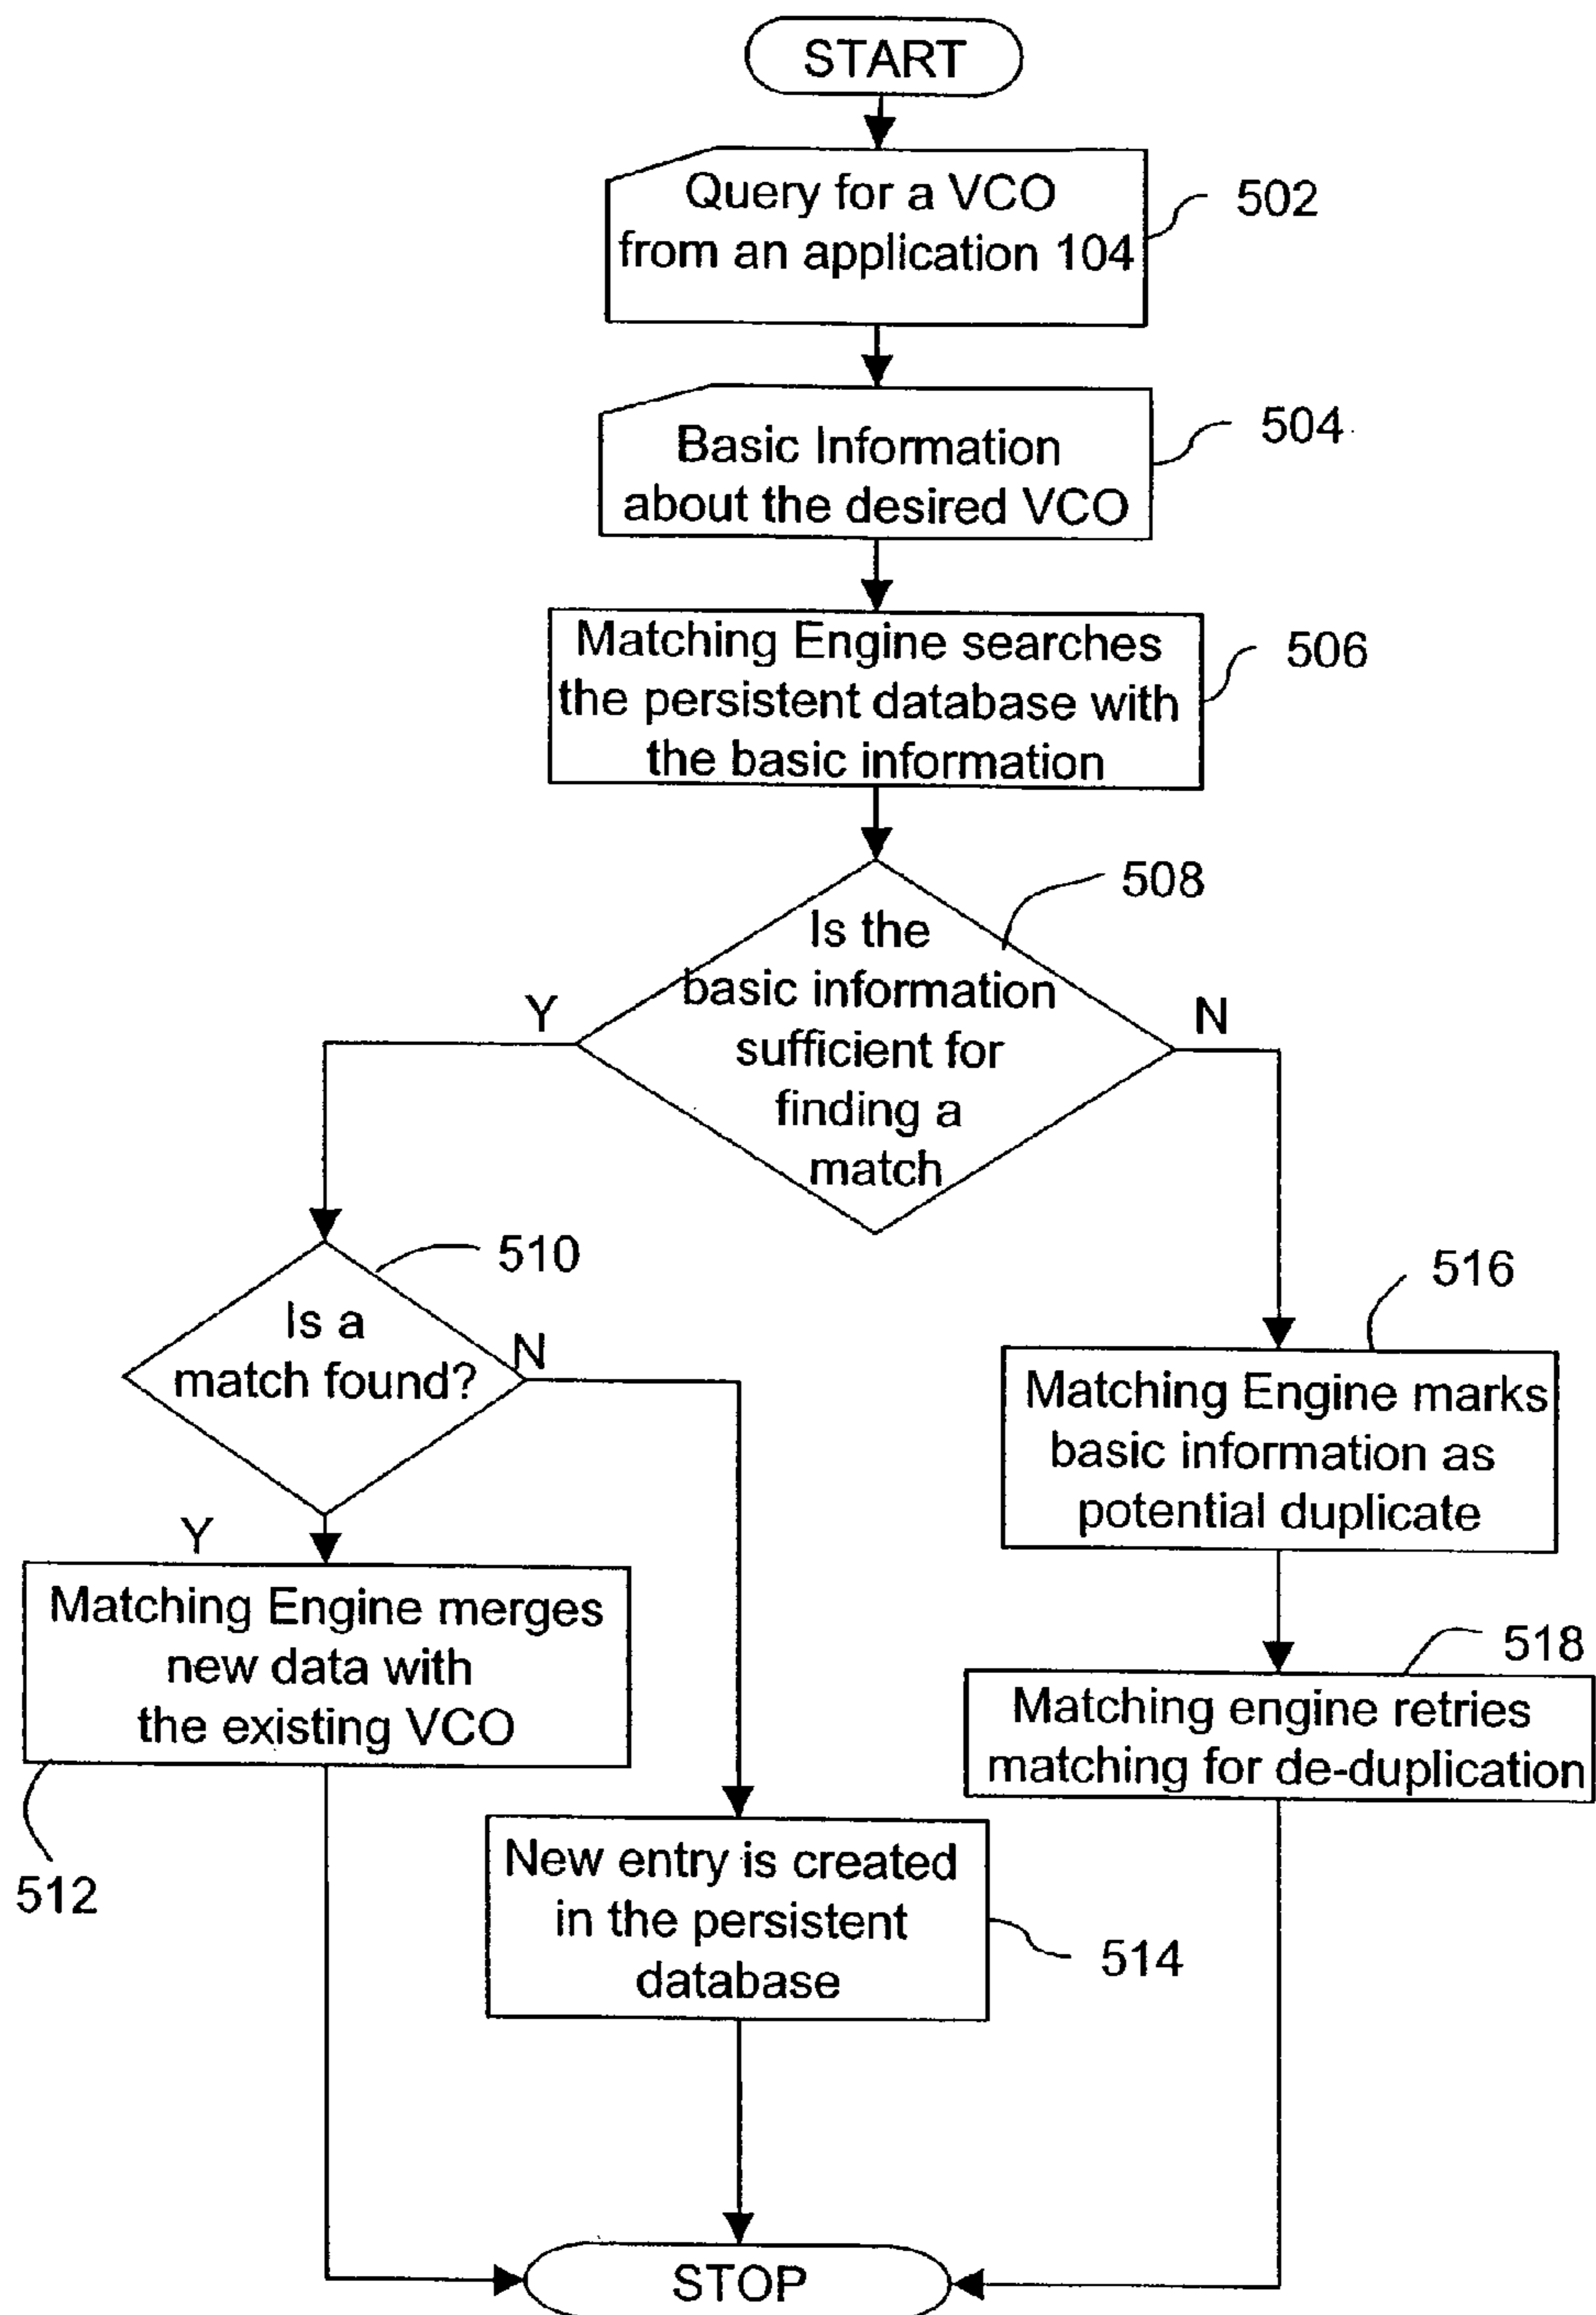 START
Query for a VCO
from an application 104
502
Basic Information
about the desired VCO
504
Matching Engine searches
the persistent database with
the basic information
506
Is the
basic information
sufficient for
finding a
match
508
Y
N
Is a
match found?
510
N
Y
516
Matching Engine marks
basic information as
potential duplicate
Matching Engine merges
new data with
the existing VCO
512
518
Matching engine retries
matching for de-duplication
New entry is created
in the persistent
database
514
STOP